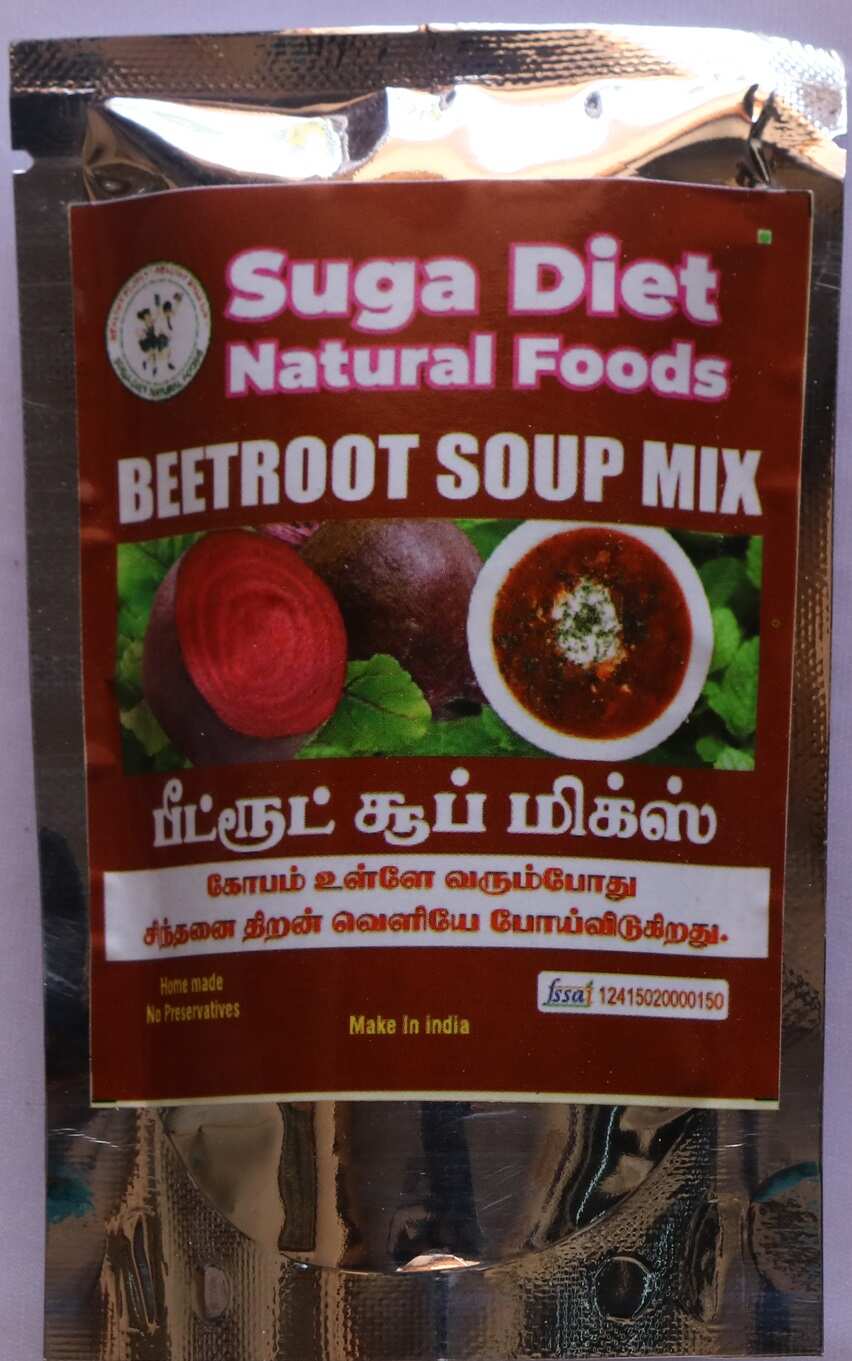 Suga Diet
Natural Foods
BEETROOT SOUP MIX
பீட்ரூட் சூப் மிக்ஸ்
கோபம் உள்ளே வரும்போது
சிந்தனை திறன் வெளியே போய்விடுகிறது.
Home made
No Preservatives
fssai 12415020000150
Make In india